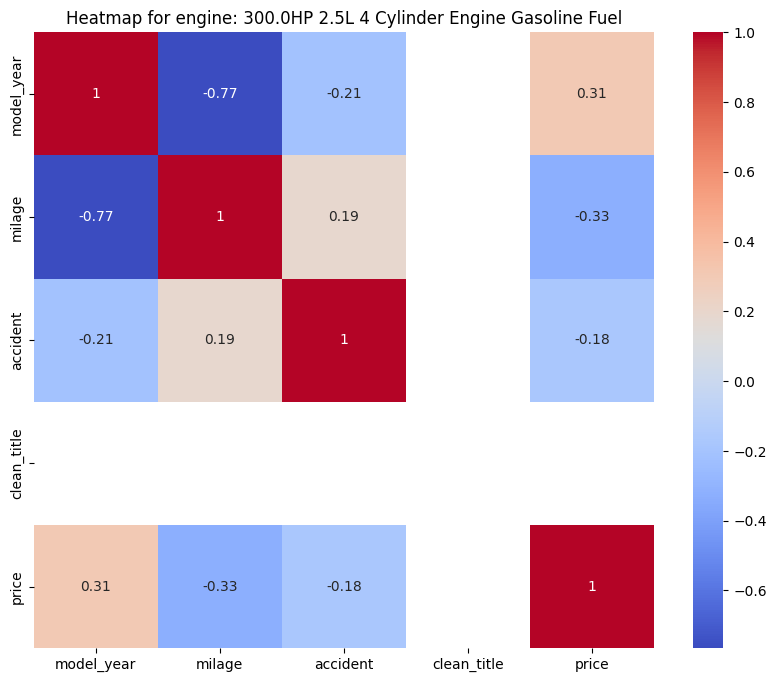 Heatmap for engine: 300.0HP 2.5L 4 Cylinder Engine Gasoline Fuel
model_year
1
-0.77
-0.21
0.31
milage
-0.77
1
0.19
-0.33
accident
-0.21
0.19
1
-0.18
clean_title
price
0.31
-0.33
-0.18
1
model_year
milage
accident
clean_title
price
1.0
0.8
0.6
0.4
0.2
0.0
−0.2
−0.4
−0.6